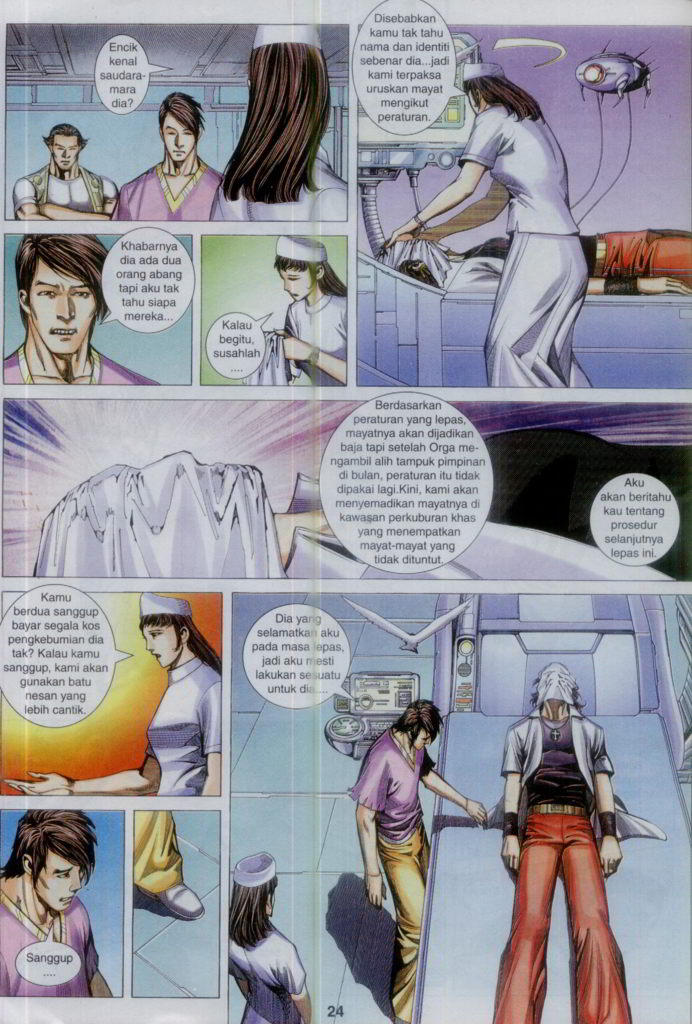 Encik
kenal
saudara-
mara
dia?
Disebabkan
kamu tak tahu
nama dan identiti
sebenar dia...jadi
kami terpaksa
uruskan mayat
mengikut
peraturan.
Khabarnya
dia ada dua
orang abang
tapi aku tak
tahu siapa
mereka...
Kalau
begitu,
susahlah
....
Berdasarkan
peraturan yang lepas,
mayatnya akan dijadikan
baja tapi setelah Orga me-
ngambil alih tampuk pimpinan
di bulan, peraturan itu tidak
dipakai lagi.Kini, kami akan
menyemadikan mayatnya di
kawasan perkuburan khas
yang menempatkan
mayat-mayat yang
tidak dituntut.
Aku
akan beritahu
kau tentang
prosedur
selanjutnya
lepas ini.
Kamu
berdua sanggup
bayar segala kos
pengkebumian dia
tak? Kalau kamu
sanggup, kami akan
gunakan batu
nesan yang
lebih cantik.
Dia yang
selamatkan aku
pada masa lepas,
jadi aku mesti
lakukan sesuatu
untuk dia....
Sanggup
....
24